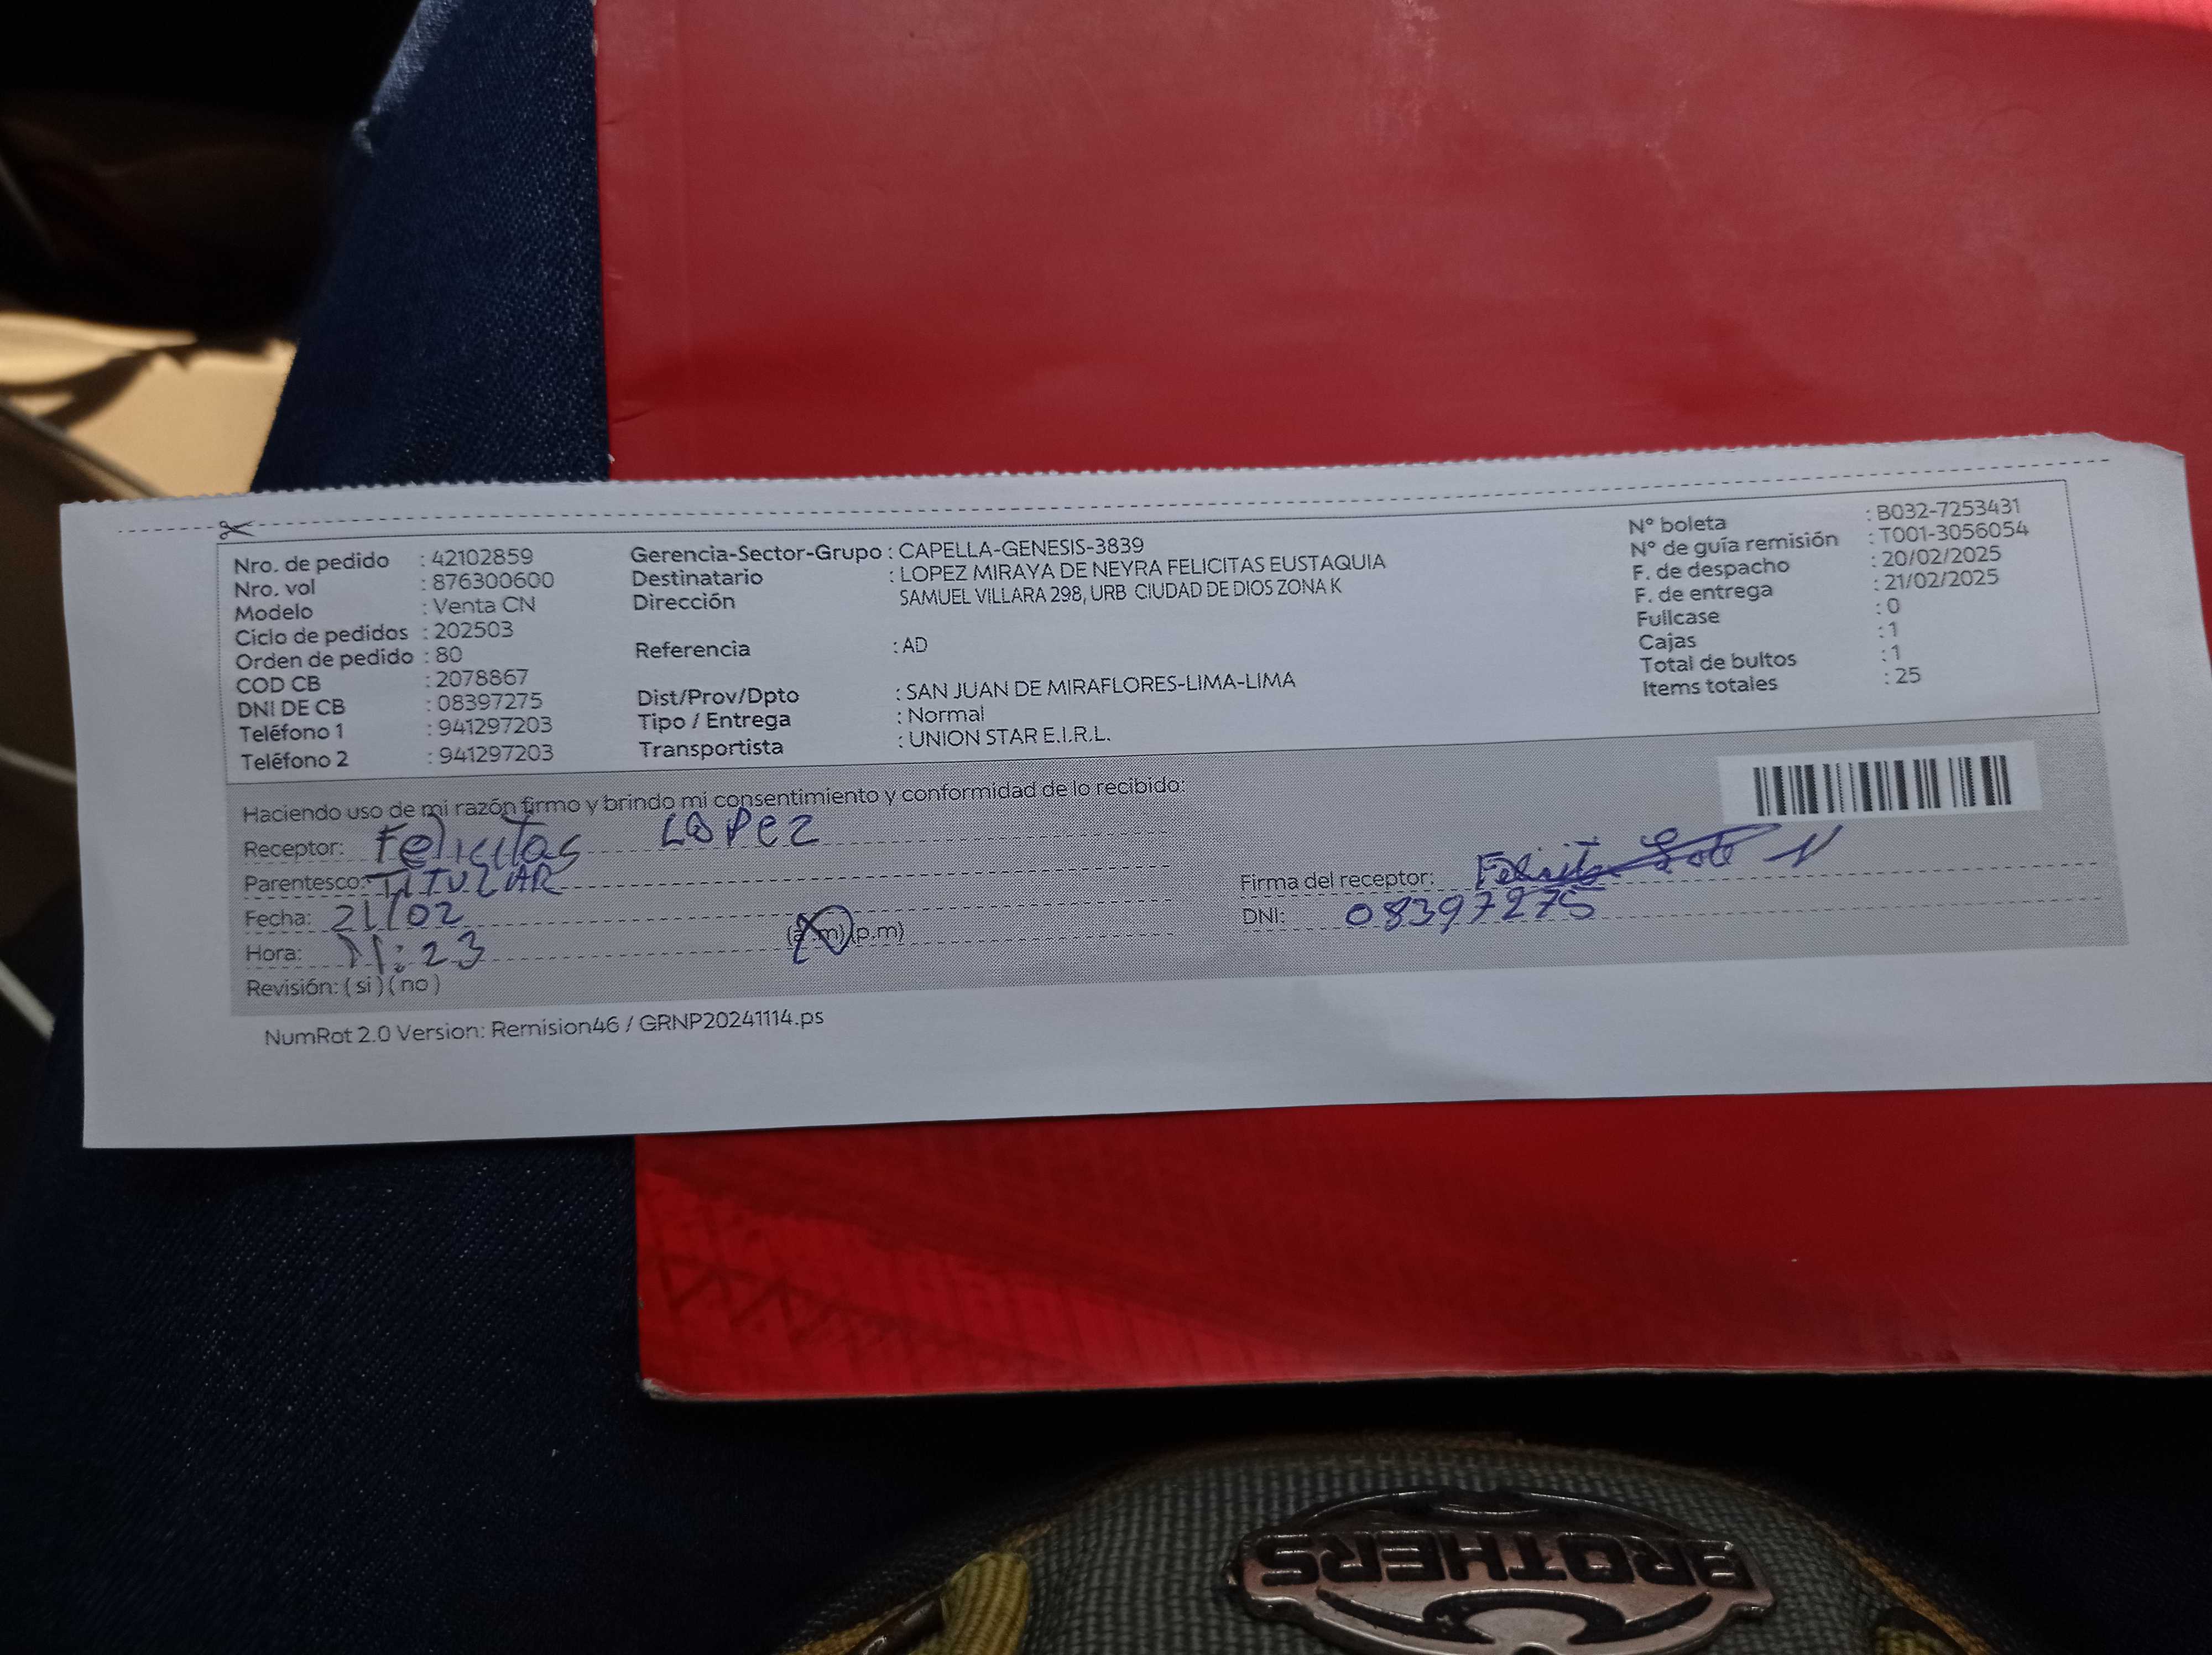 Nro. de pedido : 42102859
Nro. vol : 876300600
Modelo : Venta CN
Ciclo de pedidos : 202503
Orden de pedido : 80
COD CB : 2078867
DNI DE CB : 08397275
Teléfono 1 : 941297203
Teléfono 2 : 941297203
Gerencia-Sector-Grupo : CAPELLA-GENESIS-3839
Destinatario : LOPEZ MIRAYA DE NEYRA FELICITAS EUSTAQUIA
Dirección SAMUEL VILLARA 298, URB CIUDAD DE DIOS ZONA K
Referencia : AD
Dist/Prov/Dpto : SAN JUAN DE MIRAFLORES-LIMA-LIMA
Tipo / Entrega : Normal
Transportista : UNION STAR E.I.R.L.
N° boleta : B032-7253431
N° de guía remisión : T001-3056054
F. de despacho : 20/02/2025
F. de entrega : 21/02/2025
Fullcase : 0
Cajas : 1
Total de bultos : 1
Items totales : 25
Haciendo uso de mi razón firmo y brindo mi consentimiento y conformidad de lo recibido:
Receptor: Felicitas LOPEZ
Parentesco: TITULAR
Fecha: 21/02
Hora: 11:23 (a.m)(p.m)
Revisión: (si)(no)
Firma del receptor:
DNI: 08397275
NumRot 2.0 Version: Remision46 / GRNP20241114.ps
BROTHERS